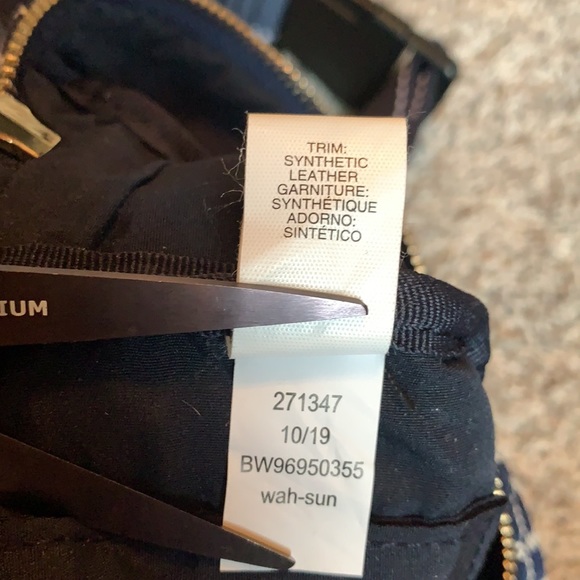 TRIM:
SYNTHETIC
LEATHER
GARNITURE:
SYNTHÉTIQUE
ADORNO:
SINTÉTICO
IUM
271347
10/19
BW96950355
wah-sun